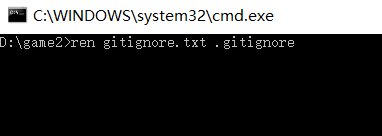 C:\WINDOWS\system32\cmd.exe
D:\game2>ren gitignore.txt .gitignore